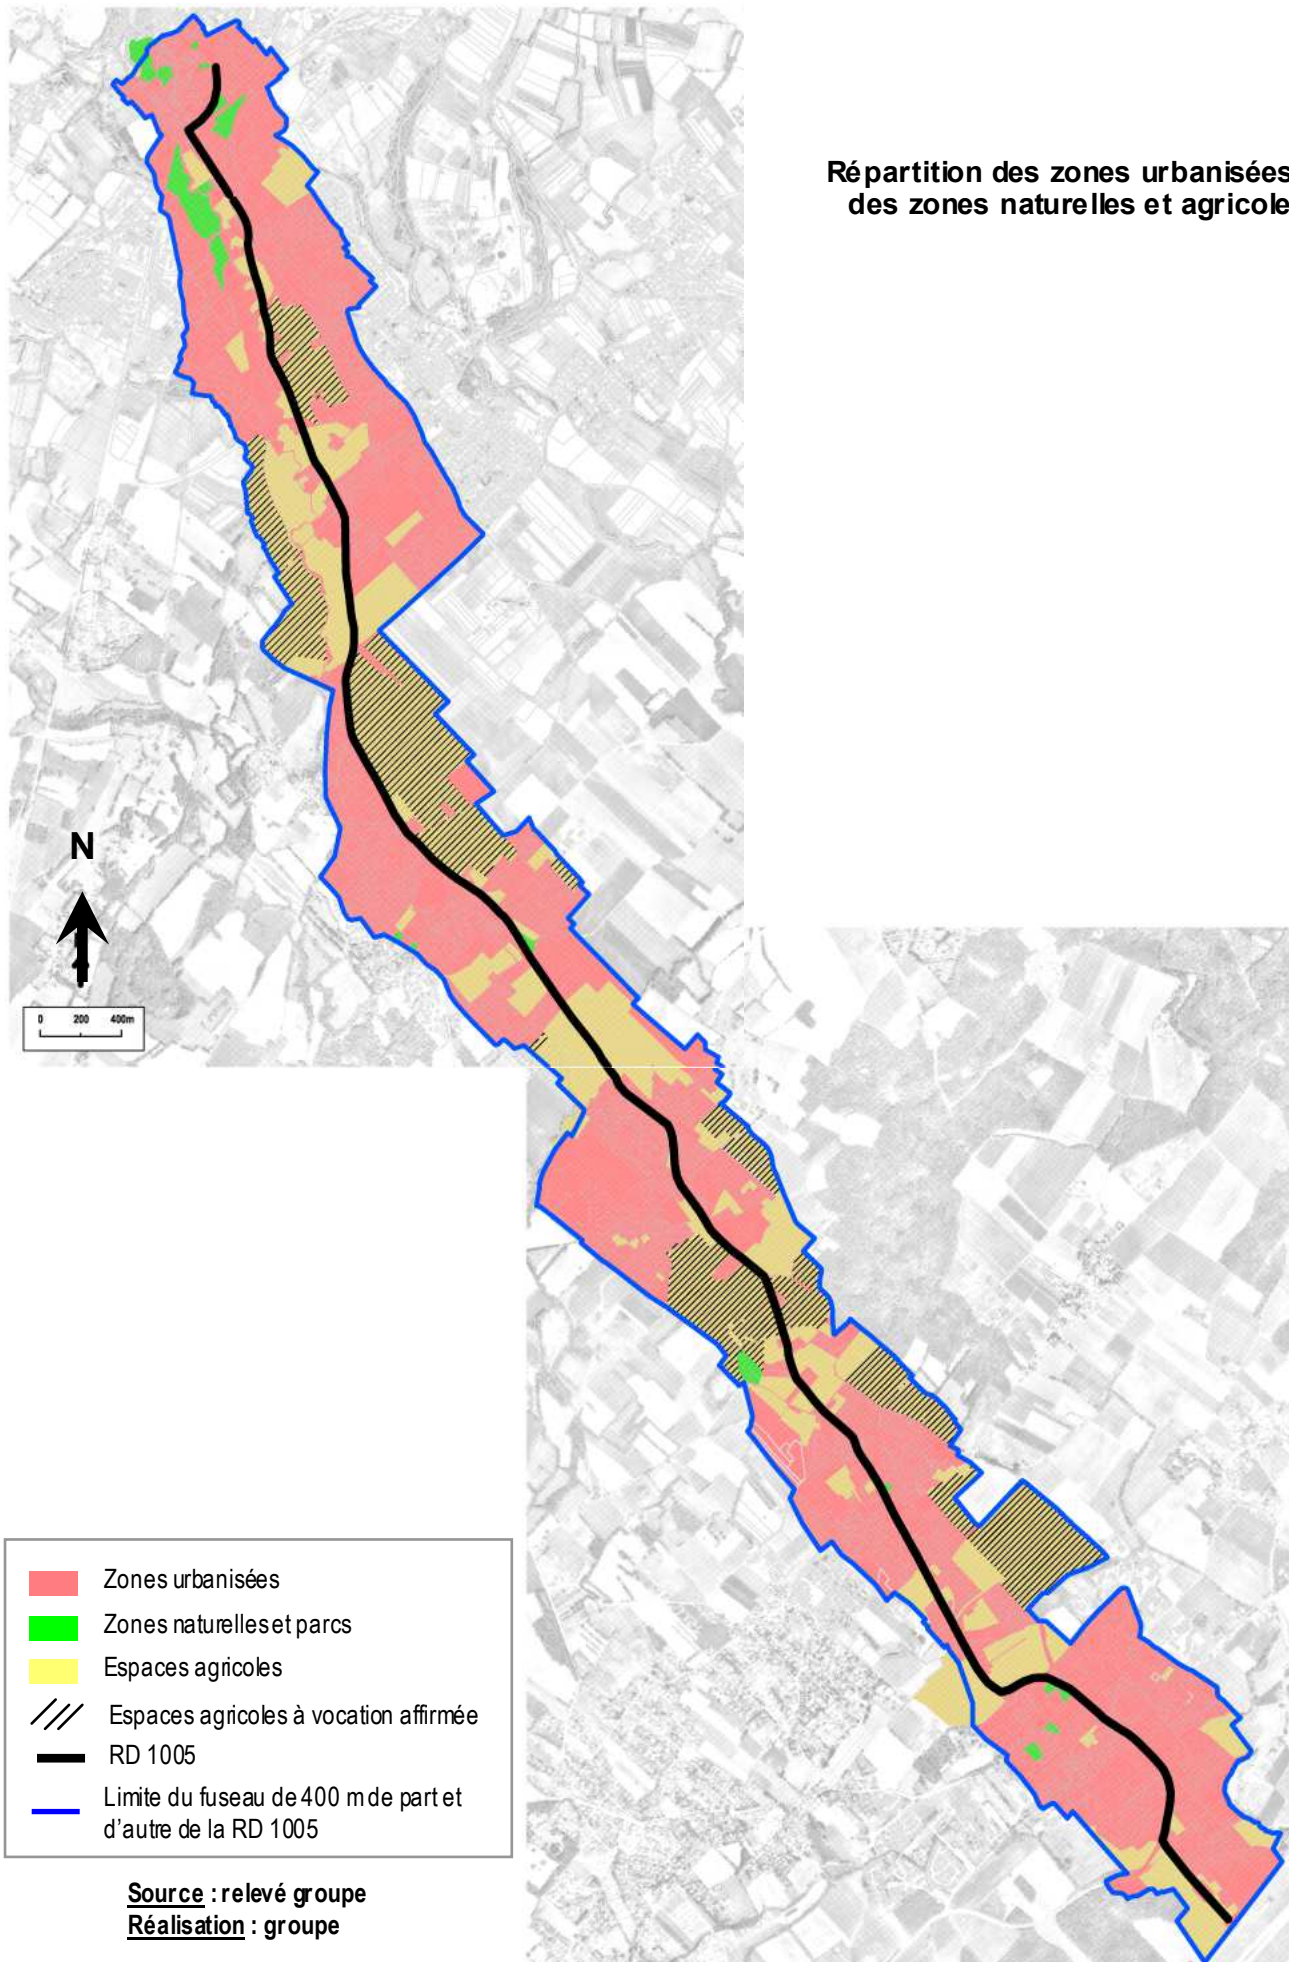 Répartition des zones urbanisées
des zones naturelles et agricole
N
0 200 400m
Zones urbanisées
Zones naturelles et parcs
Espaces agricoles
Espaces agricoles à vocation affirmée
RD 1005
Limite du fuseau de 400 m de part et
d'autre de la RD 1005
Source : relevé groupe
Réalisation : groupe